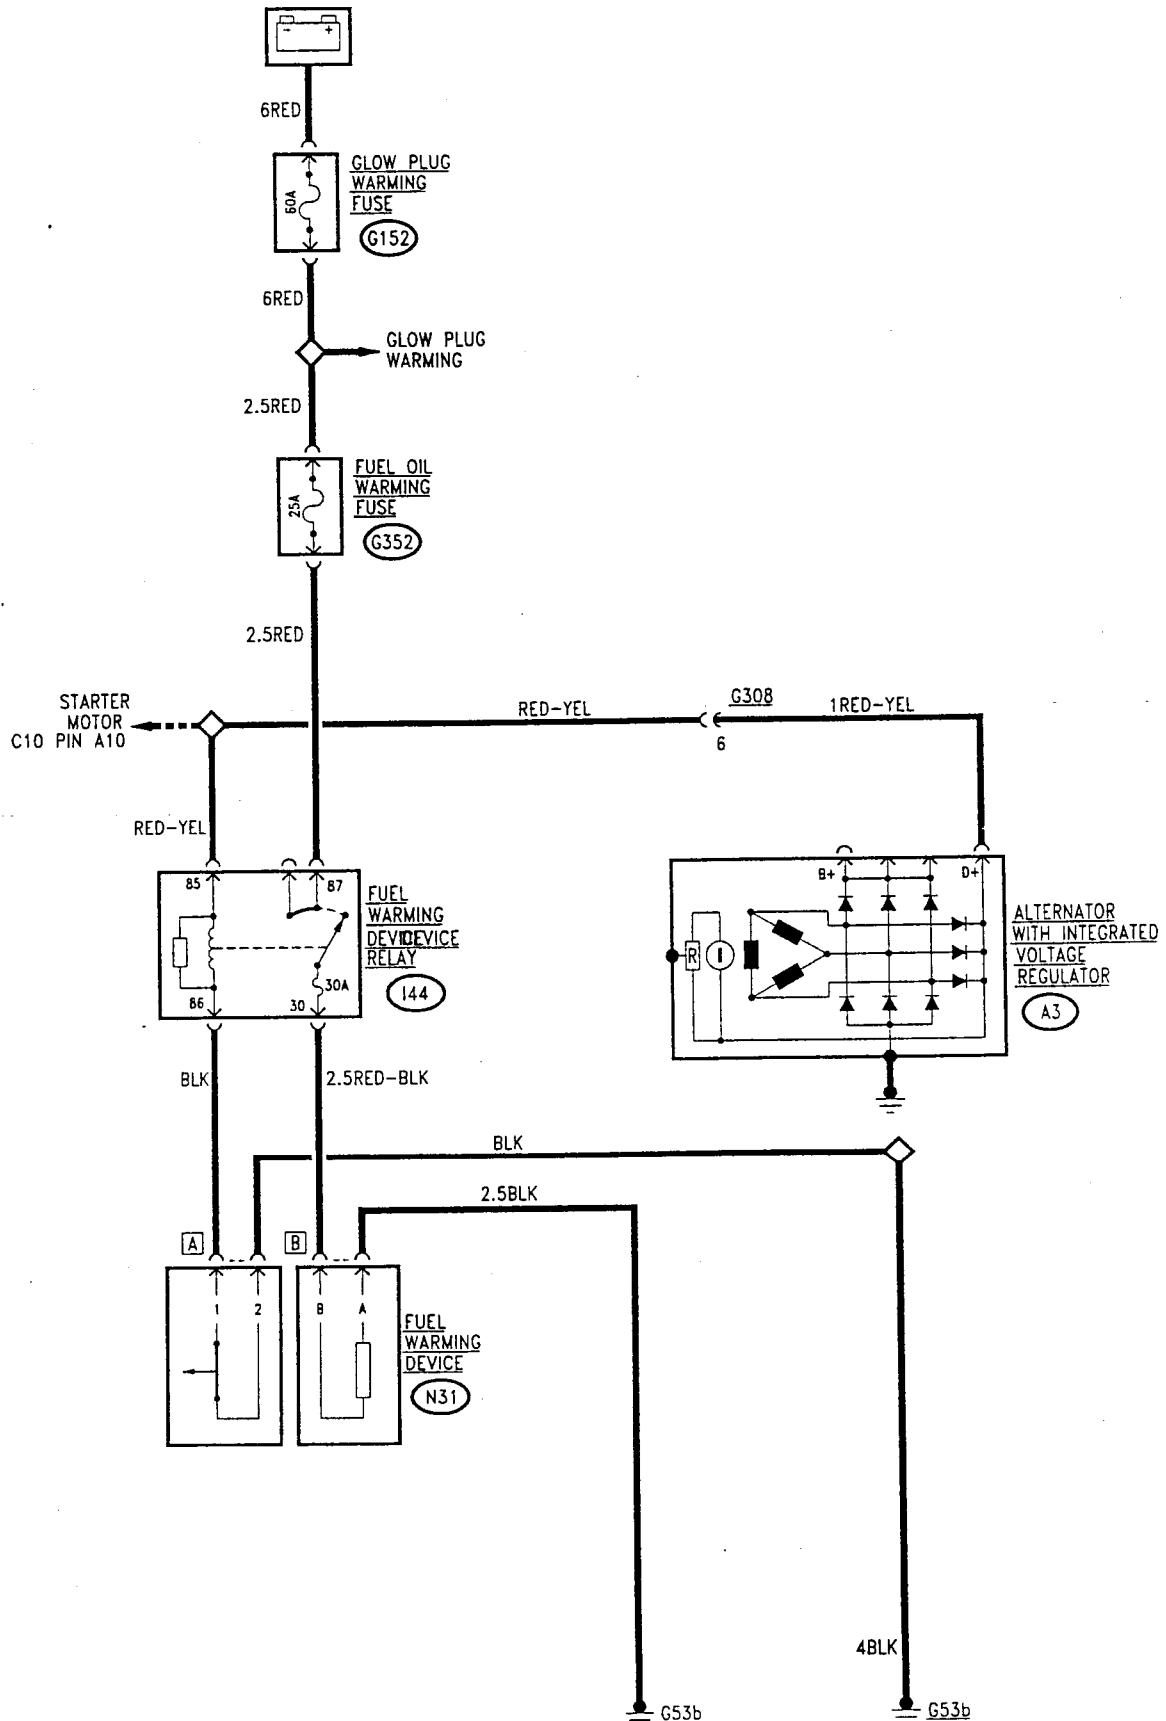 - +
6RED
GLOW PLUG
WARMING
FUSE
60A
G152
6RED
GLOW PLUG
WARMING
2.5RED
FUEL OIL
WARMING
FUSE
25A
G352
2.5RED
STARTER
MOTOR
C10 PIN A10
RED-YEL
G308
6
1RED-YEL
RED-YEL
85
87
FUEL
WARMING
DEVICEVICE
RELAY
I44
86
30
30A
B+
D+
R
ALTERNATOR
WITH INTEGRATED
VOLTAGE
REGULATOR
A3
BLK
2.5RED-BLK
BLK
2.5BLK
A
B
1
2
B
A
FUEL
WARMING
DEVICE
N31
4BLK
G53b
G53b